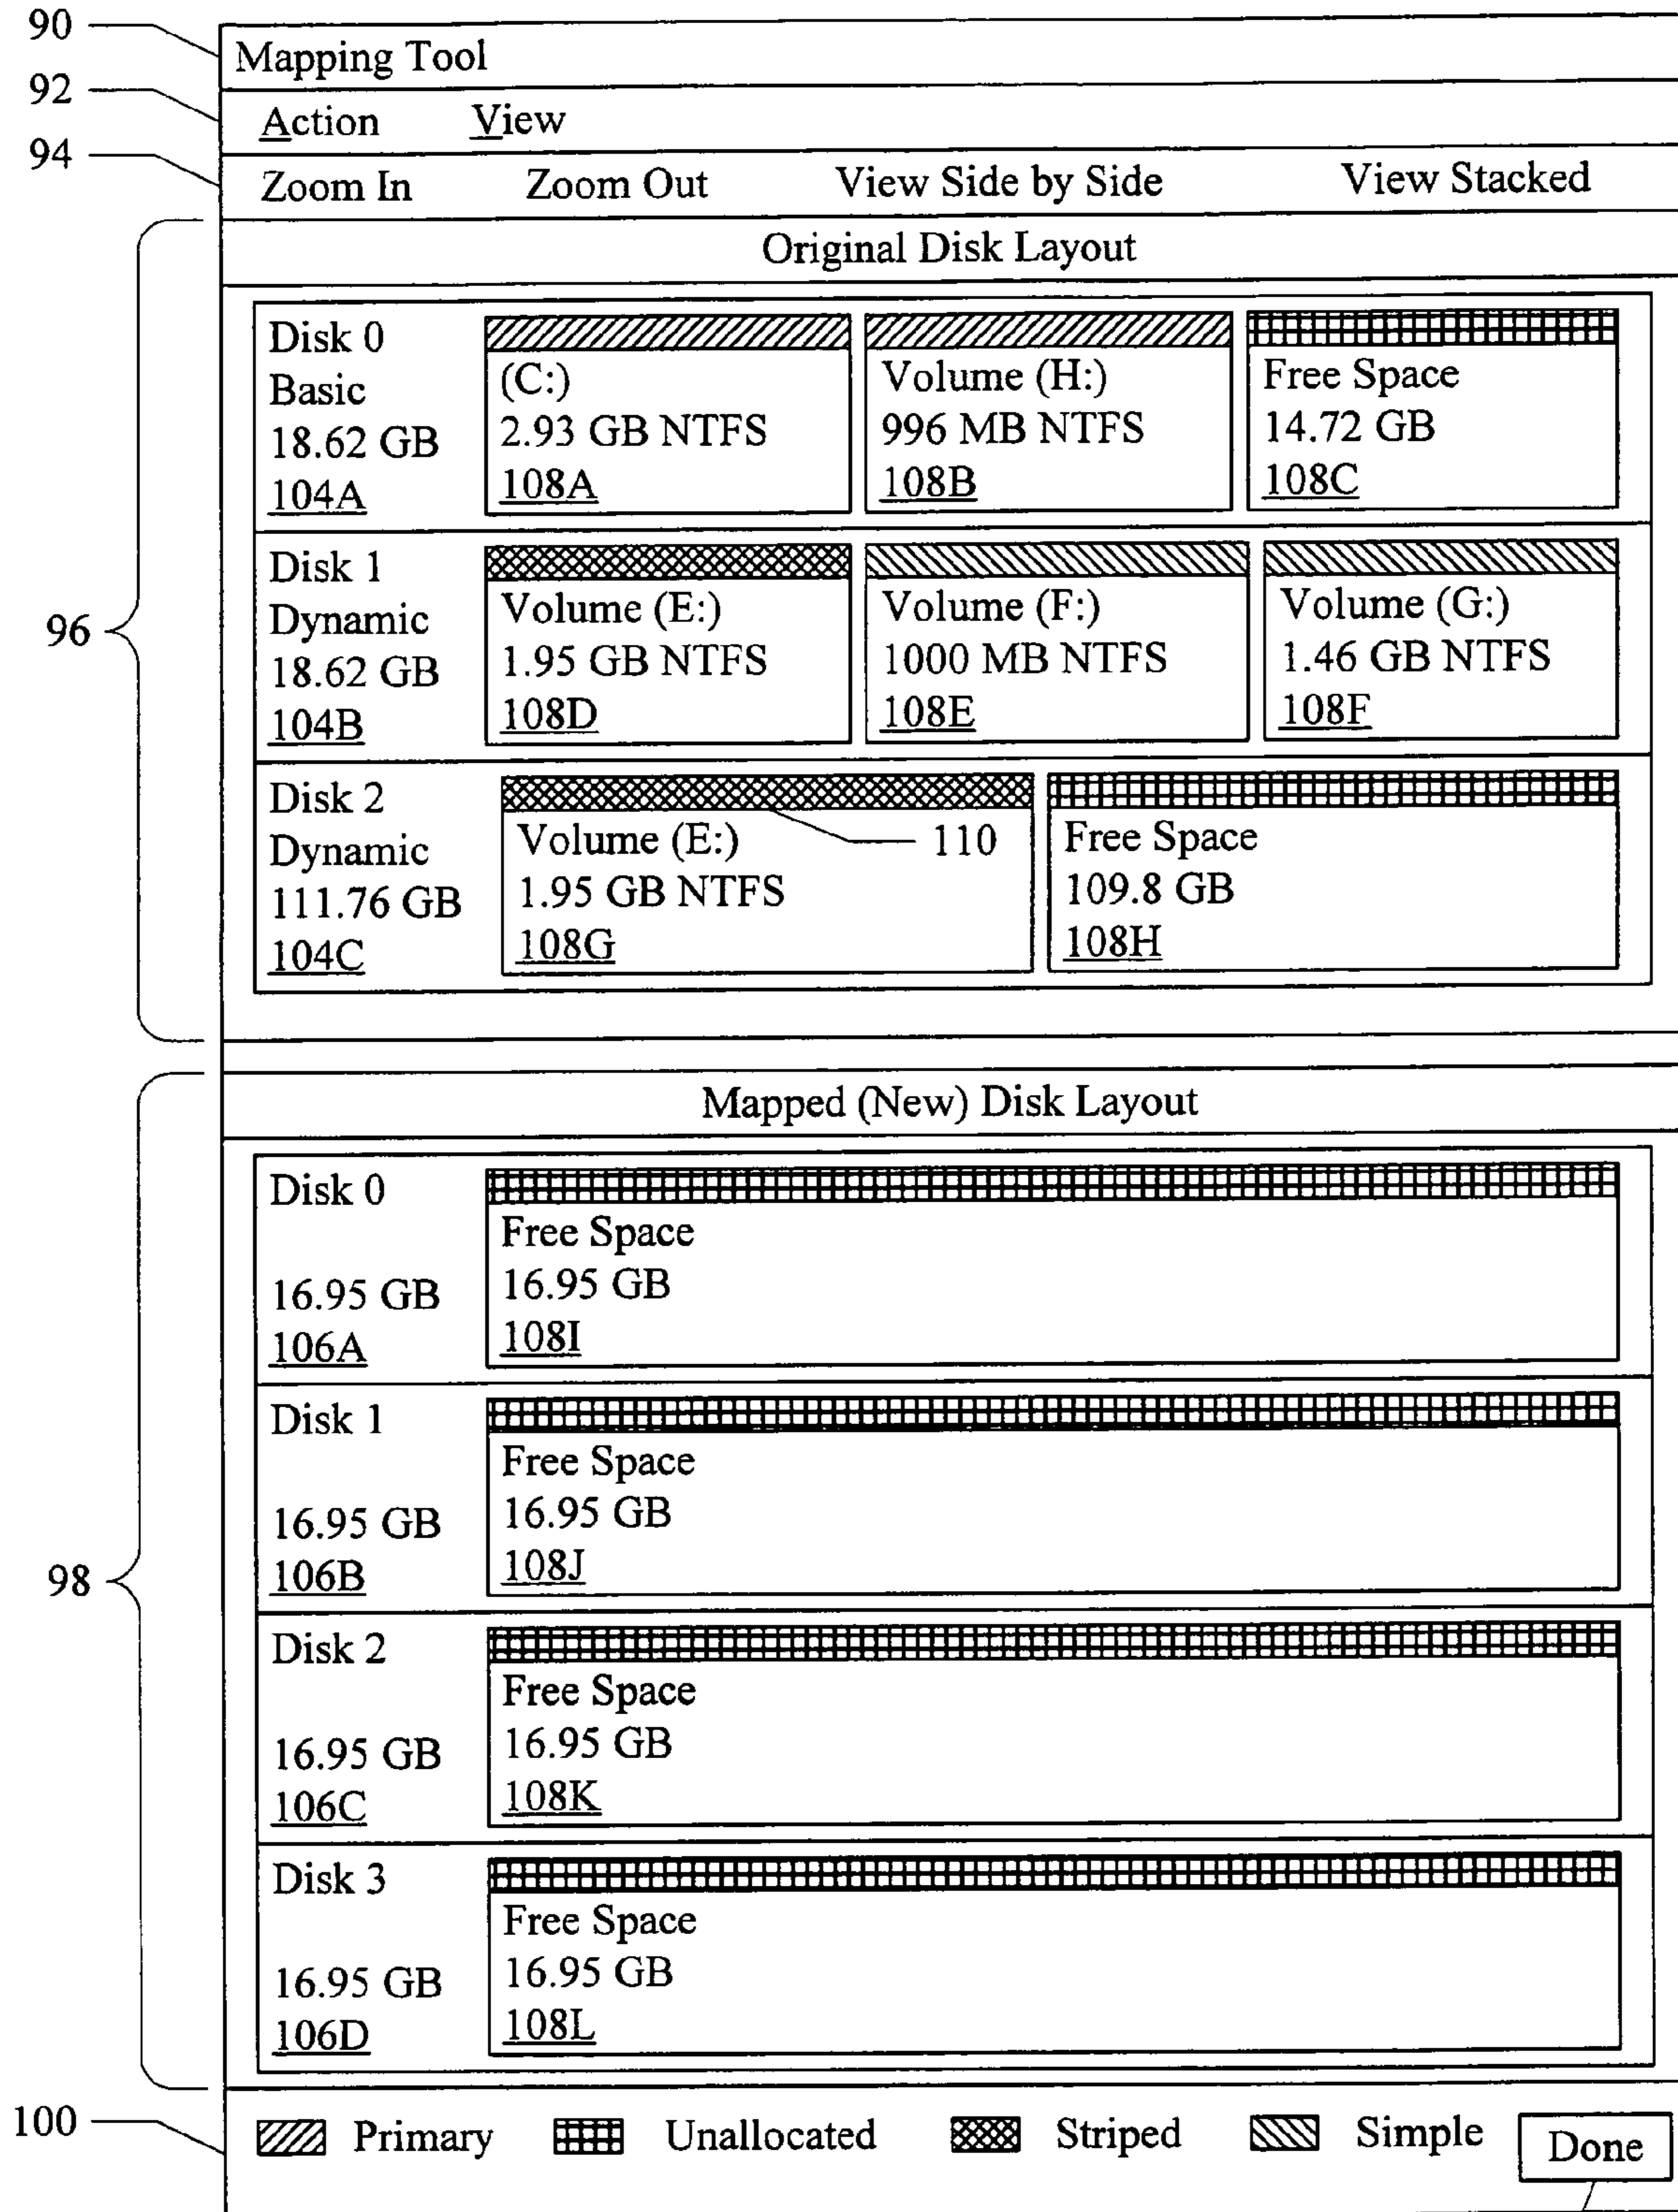 90
Mapping Tool
92
Action View
94
Zoom In Zoom Out View Side by Side View Stacked
96
Original Disk Layout
Disk 0
Basic
18.62 GB
104A
(C:)
2.93 GB NTFS
108A
Volume (H:)
996 MB NTFS
108B
Free Space
14.72 GB
108C
Disk 1
Dynamic
18.62 GB
104B
Volume (E:)
1.95 GB NTFS
108D
Volume (F:)
1000 MB NTFS
108E
Volume (G:)
1.46 GB NTFS
108F
Disk 2
Dynamic
111.76 GB
104C
Volume (E:)
1.95 GB NTFS
108G
110
Free Space
109.8 GB
108H
98
Mapped (New) Disk Layout
Disk 0
16.95 GB
106A
Free Space
16.95 GB
108I
Disk 1
16.95 GB
106B
Free Space
16.95 GB
108J
Disk 2
16.95 GB
106C
Free Space
16.95 GB
108K
Disk 3
16.95 GB
106D
Free Space
16.95 GB
108L
100
Primary Unallocated Striped Simple Done